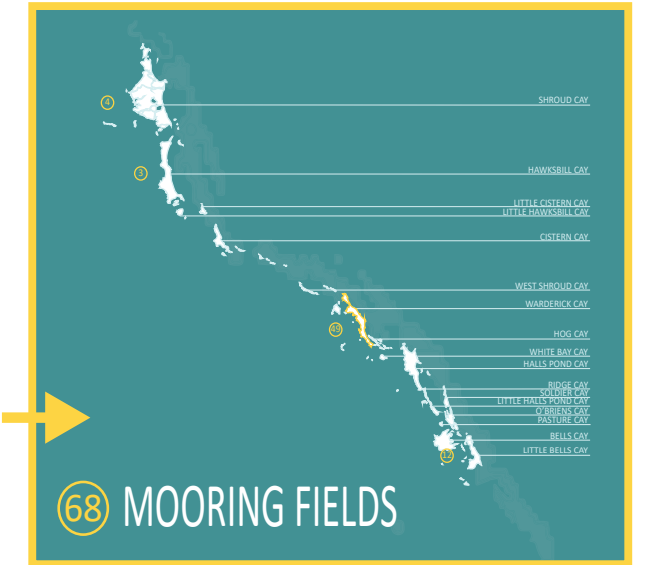 4
SHROUD CAY
3
HAWKSBILL CAY
LITTLE CISTERN CAY
LITTLE HAWKSBILL CAY
CISTERN CAY
WEST SHROUD CAY
WARDERICK CAY
49
HOG CAY
WHITE BAY CAY
HALLS POND CAY
RIDGE CAY
SOLDIER CAY
LITTLE HALLS POND CAY
O'BRIENS CAY
PASTURE CAY
BELLS CAY
LITTLE BELLS CAY
12
68 MOORING FIELDS